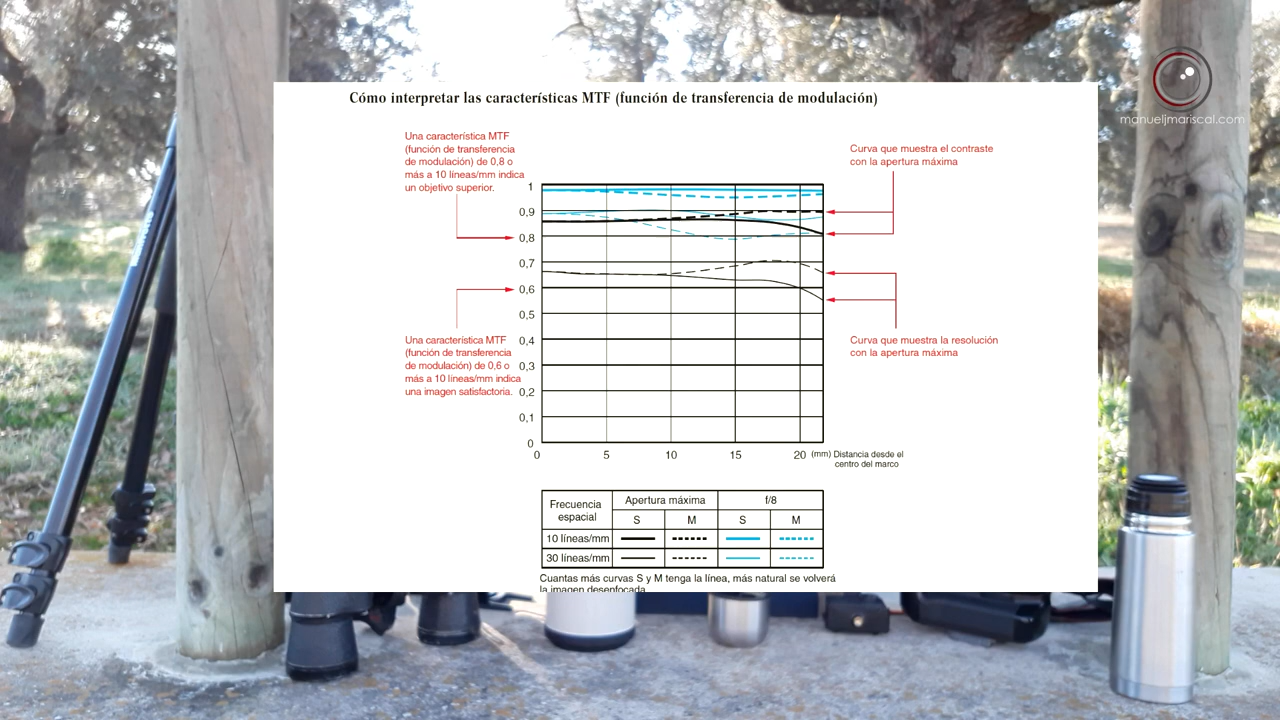 manueljmariscal.com
Cómo interpretar las características MTF (función de transferencia de modulación)
Una característica MTF
(función de transferencia
de modulación) de 0,8 o
más a 10 líneas/mm indica
un objetivo superior.
Curva que muestra el contraste
con la apertura máxima
1
0,9
0,8
0,7
0,6
0,5
0,4
0,3
0,2
0,1
0
Una característica MTF
(función de transferencia
de modulación) de 0,6 o
más a 10 líneas/mm indica
una imagen satisfactoria.
Curva que muestra la resolución
con la apertura máxima
0 5 10 15 20 (mm) Distancia desde el
centro del marco
Frecuencia
espacial
Apertura máxima f/8
S M S M
10 líneas/mm
30 líneas/mm
Cuantas más curvas S y M tenga la línea, más natural se volverá
la imagen desenfocada